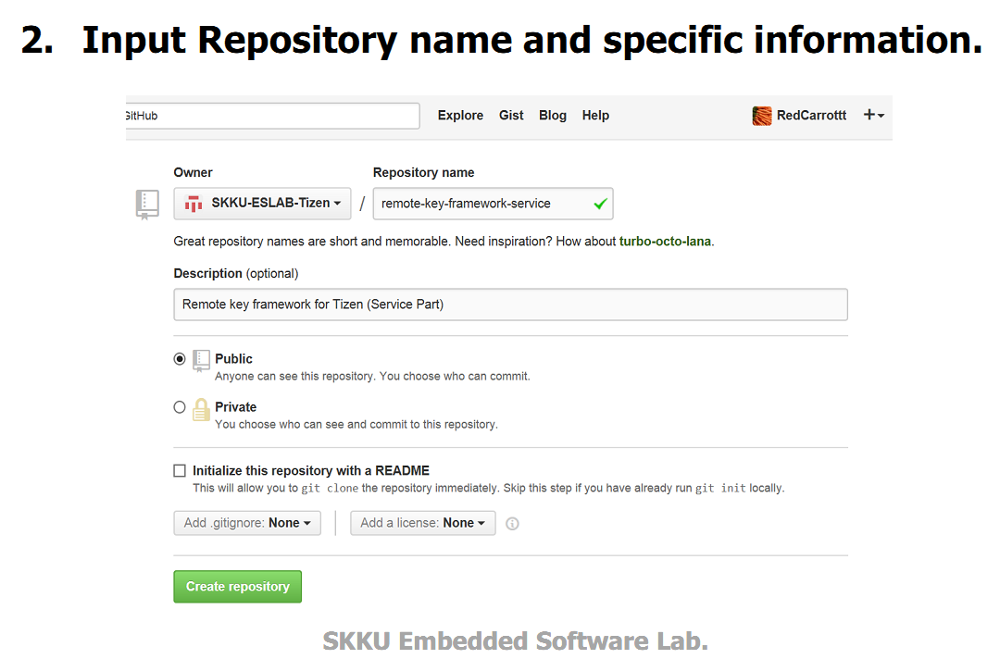 2. Input Repository name and specific information.
GitHub
Explore Gist Blog Help
RedCarrottt
Owner
Repository name
SKKU-ESLAB-Tizen / remote-key-framework-service
Great repository names are short and memorable. Need inspiration? How about turbo-octo-lana.
Description (optional)
Remote key framework for Tizen (Service Part)
Public
Anyone can see this repository. You choose who can commit.
Private
You choose who can see and commit to this repository.
Initialize this repository with a README
This will allow you to git clone the repository immediately. Skip this step if you have already run git init locally.
Add .gitignore: None
Add a license: None
Create repository
SKKU Embedded Software Lab.